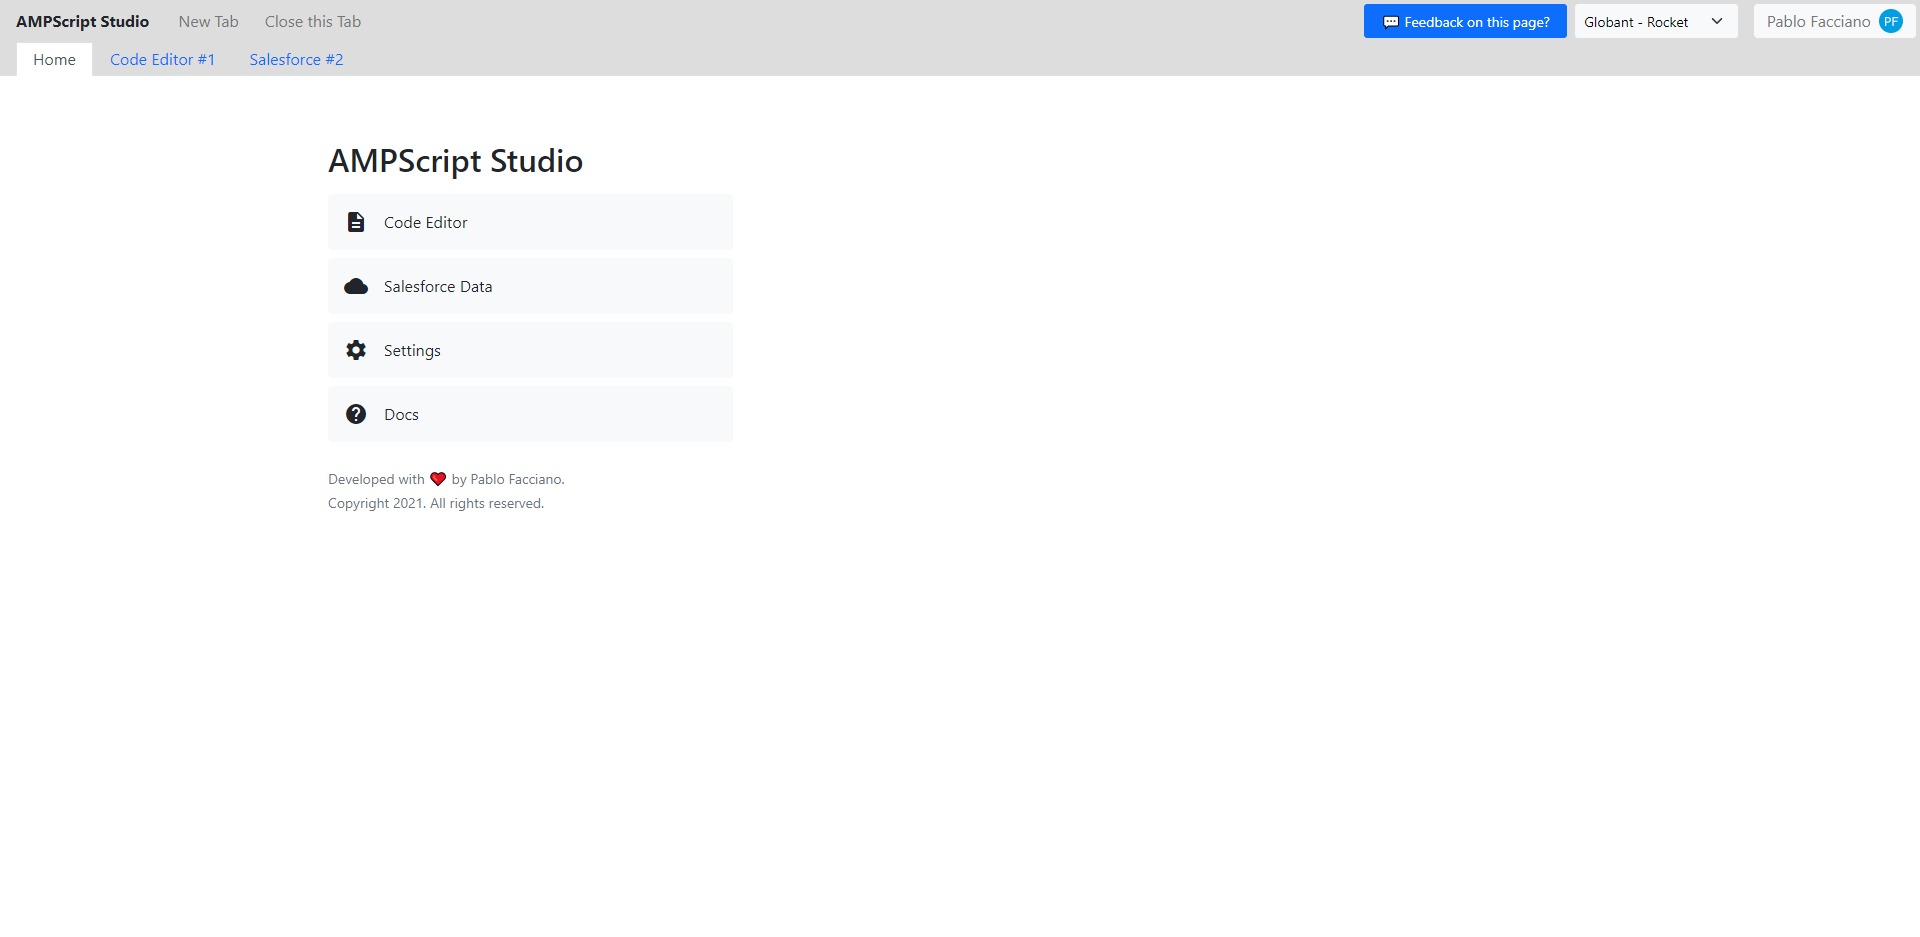 AMPScript Studio New Tab Close this Tab 💬 Feedback on this page? Globant - Rocket Pablo Facciano PF
Home Code Editor #1 Salesforce #2
AMPScript Studio
Code Editor
Salesforce Data
Settings
Docs
Developed with ❤ by Pablo Facciano.
Copyright 2021. All rights reserved.